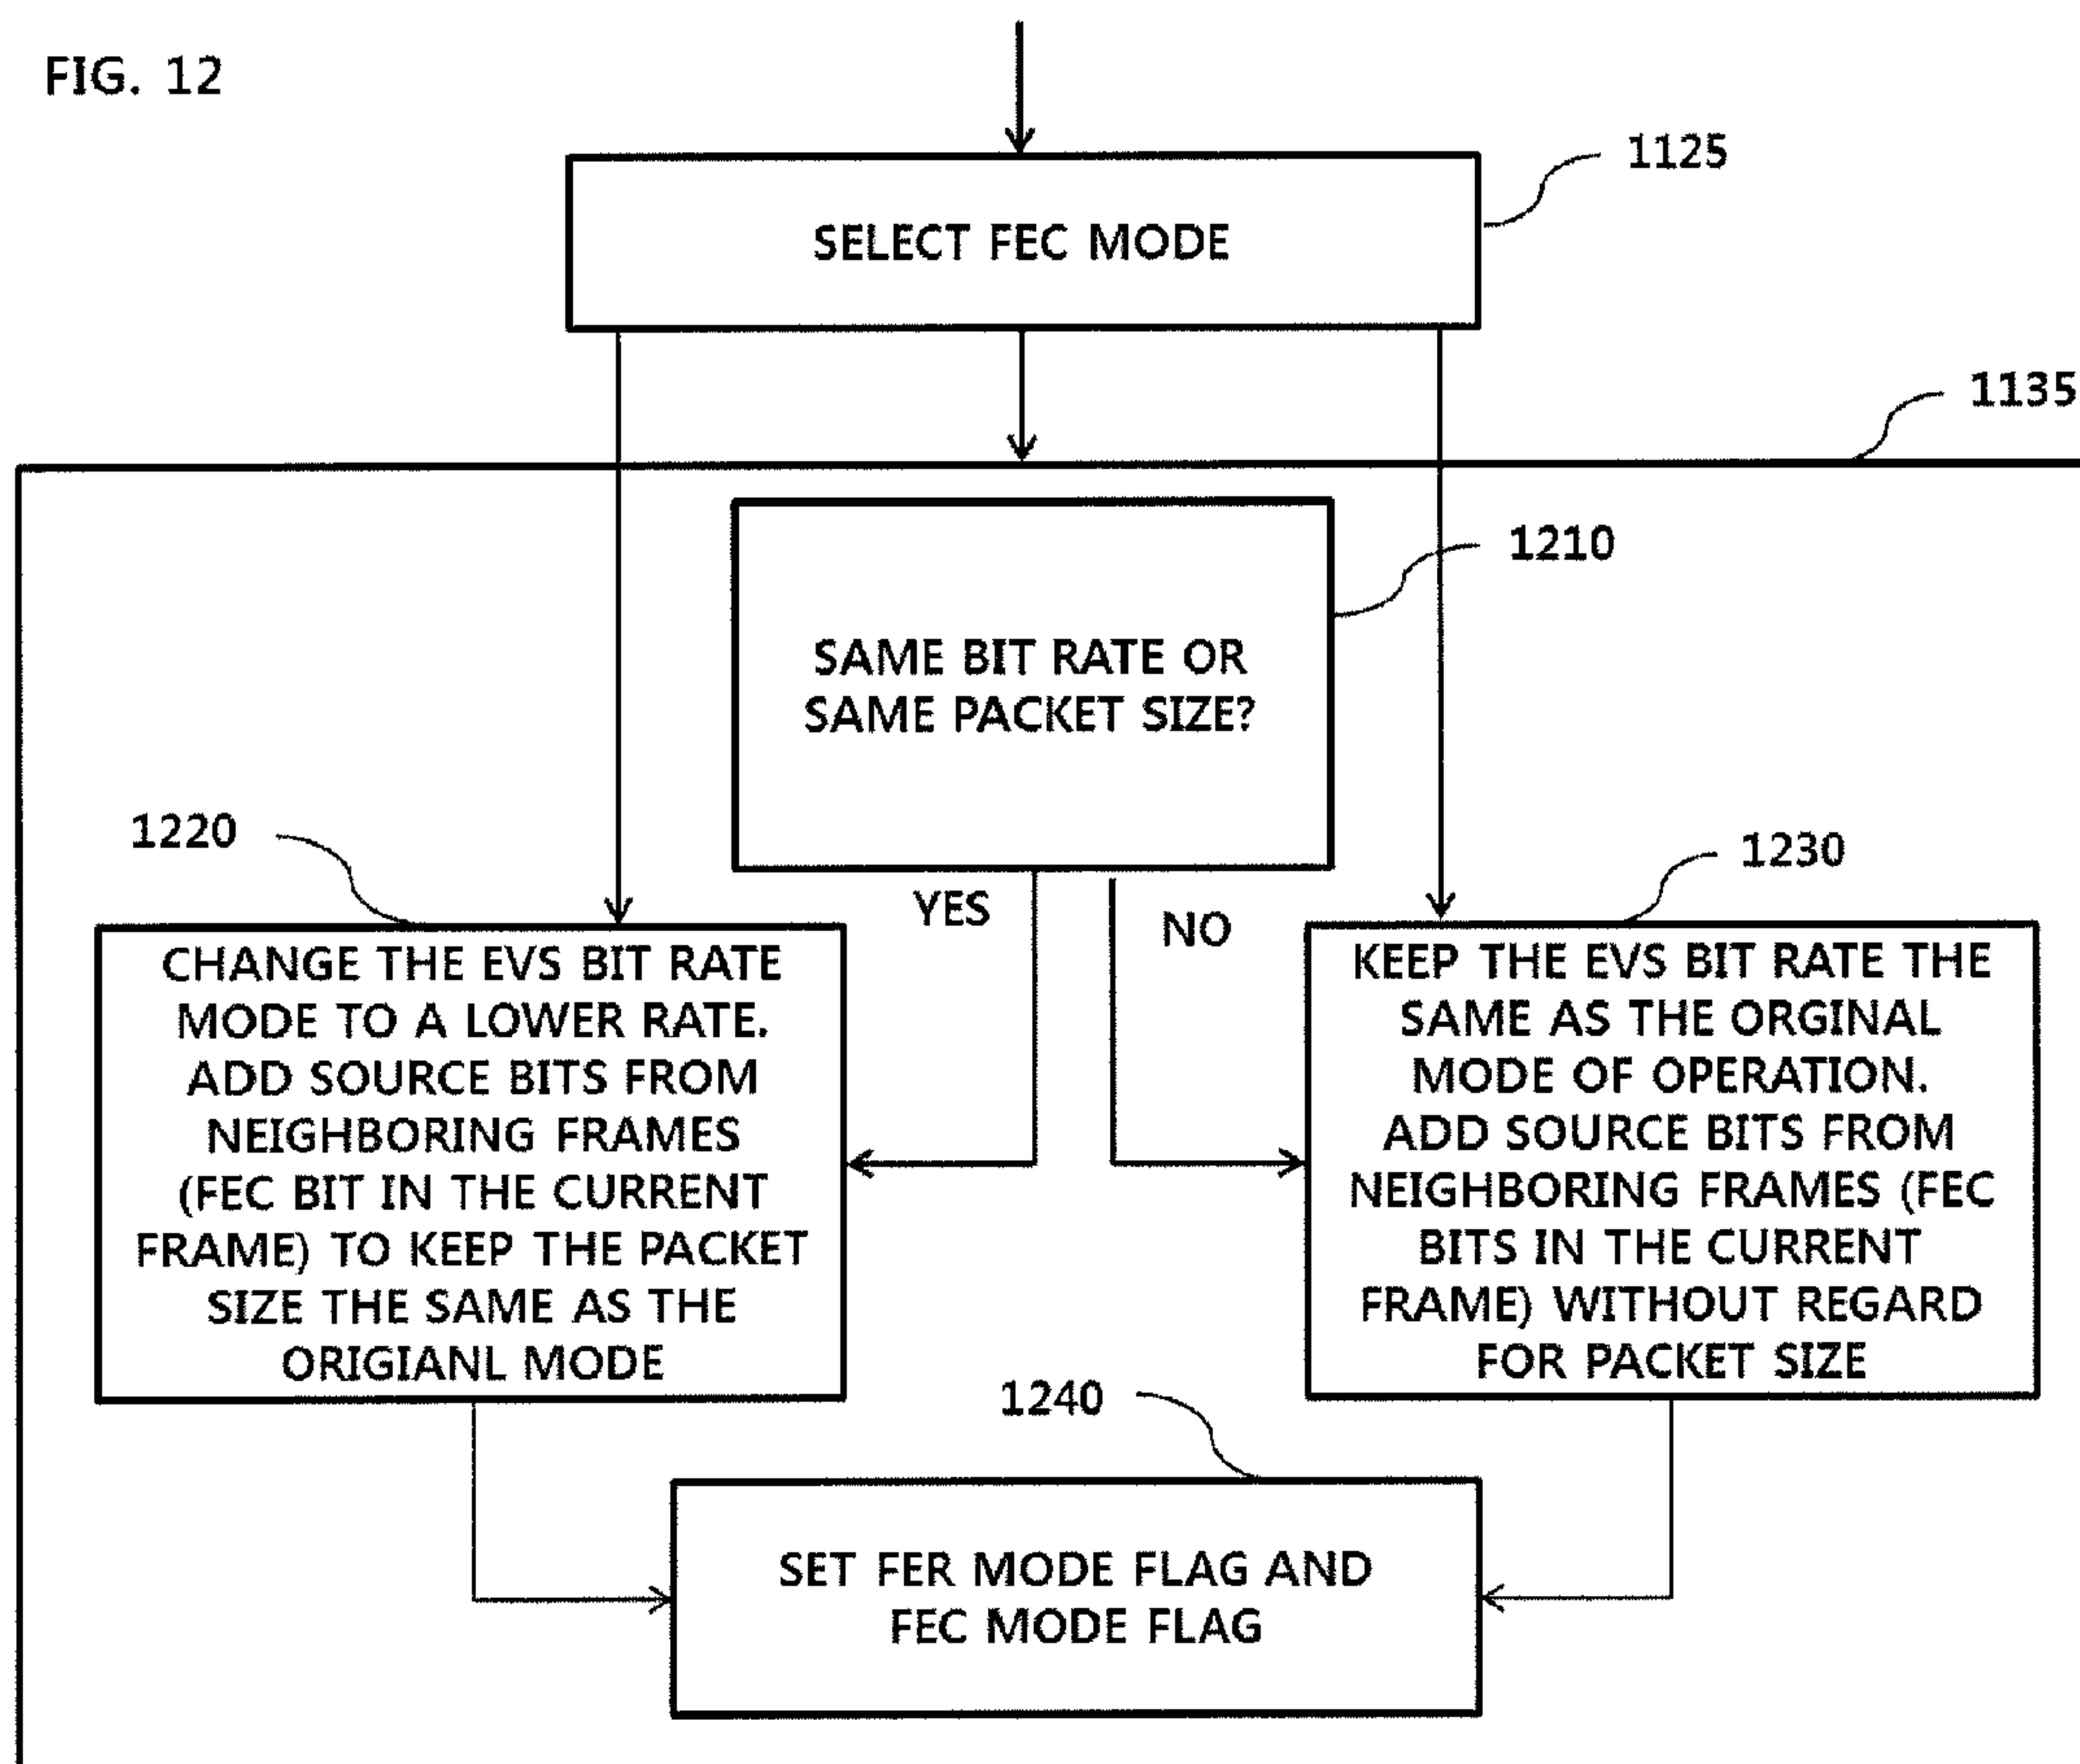 FIG. 12
1125
SELECT FEC MODE
1135
1210
SAME BIT RATE OR
SAME PACKET SIZE?
1220
YES
NO
1230
CHANGE THE EVS BIT RATE
MODE TO A LOWER RATE.
ADD SOURCE BITS FROM
NEIGHBORING FRAMES
(FEC BIT IN THE CURRENT
FRAME) TO KEEP THE PACKET
SIZE THE SAME AS THE
ORIGIANL MODE
KEEP THE EVS BIT RATE THE
SAME AS THE ORGINAL
MODE OF OPERATION.
ADD SOURCE BITS FROM
NEIGHBORING FRAMES (FEC
BITS IN THE CURRENT
FRAME) WITHOUT REGARD
FOR PACKET SIZE
1240
SET FER MODE FLAG AND
FEC MODE FLAG